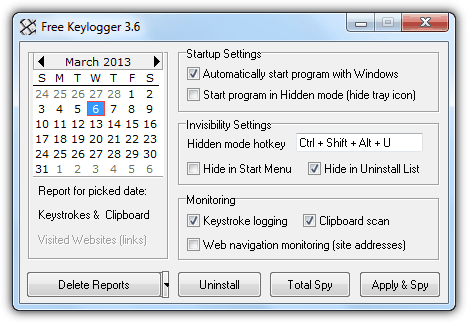 Free Keylogger 3.6
March 2013
S M T W T F S
24 25 26 27 28 1 2
3 4 5 6 7 8 9
10 11 12 13 14 15 16
17 18 19 20 21 22 23
24 25 26 27 28 29 30
31 1 2 3 4 5 6
Report for picked date:
Keystrokes & Clipboard
Visited Websites (links)
Startup Settings
Automatically start program with Windows
Start program in Hidden mode (hide tray icon)
Invisibility Settings
Hidden mode hotkey Ctrl + Shift + Alt + U
Hide in Start Menu Hide in Uninstall List
Monitoring
Keystroke logging Clipboard scan
Web navigation monitoring (site addresses)
Delete Reports Uninstall Total Spy Apply & Spy